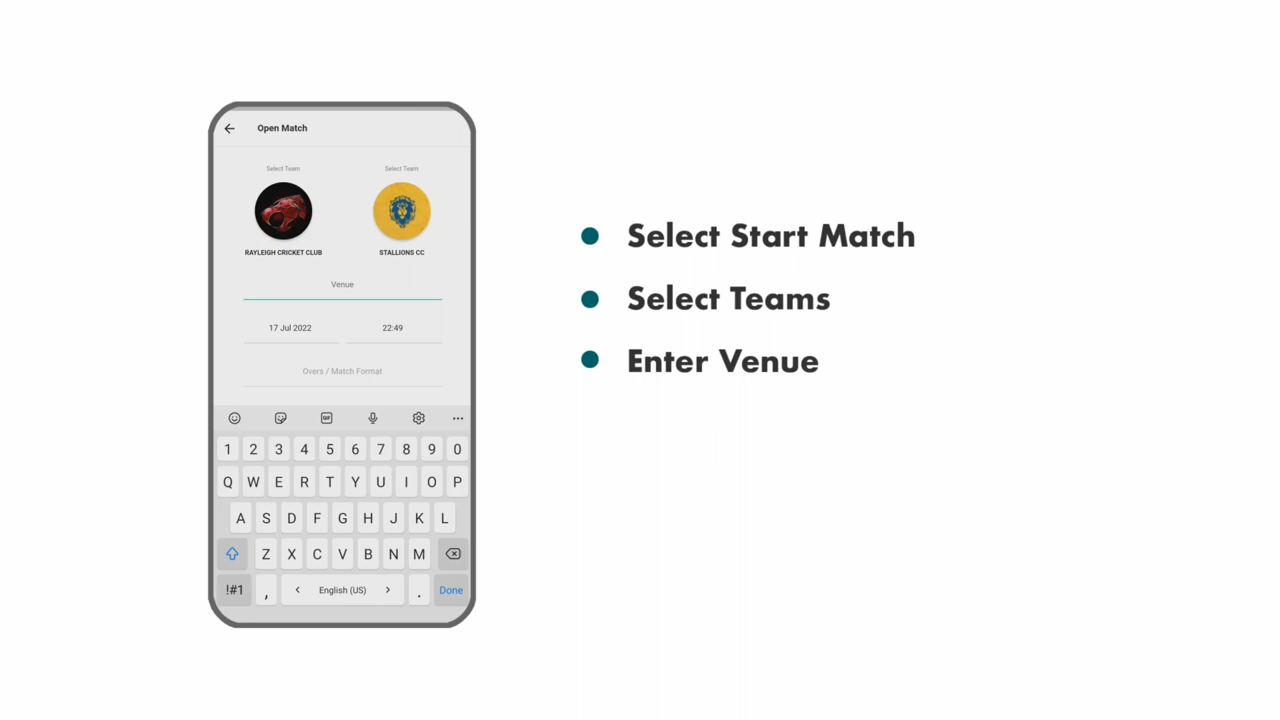 Open Match
Select Team
Select Team
RAYLEIGH CRICKET CLUB
STALLIONS CC
Venue
17 Jul 2022
22:49
Overs / Match Format
GIF
1 2 3 4 5 6 7 8 9 0
Q W E R T Y U I O P
A S D F G H J K L
Z X C V B N M
!#1 , < English (US) > . Done
Select Start Match
Select Teams
Enter Venue